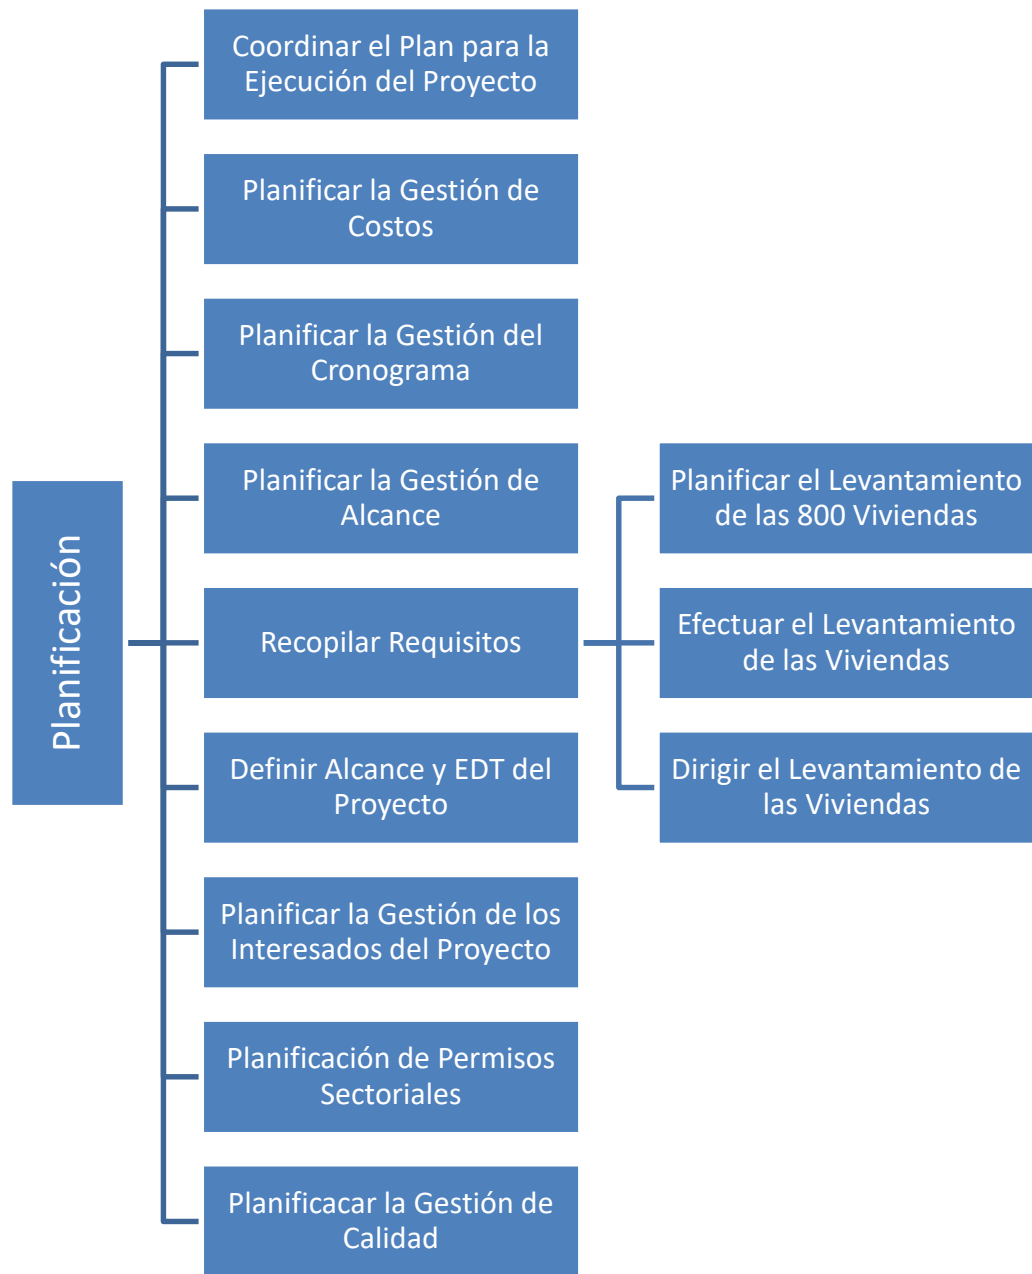 Planificación
Coordinar el Plan para la
Ejecución del Proyecto
Planificar la Gestión de
Costos
Planificar la Gestión del
Cronograma
Planificar la Gestión de
Alcance
Recopilar Requisitos
Planificar el Levantamiento
de las 800 Viviendas
Efectuar el Levantamiento
de las Viviendas
Dirigir el Levantamiento de
las Viviendas
Definir Alcance y EDT del
Proyecto
Planificar la Gestión de los
Interesados del Proyecto
Planificación de Permisos
Sectoriales
Planificacar la Gestión de
Calidad